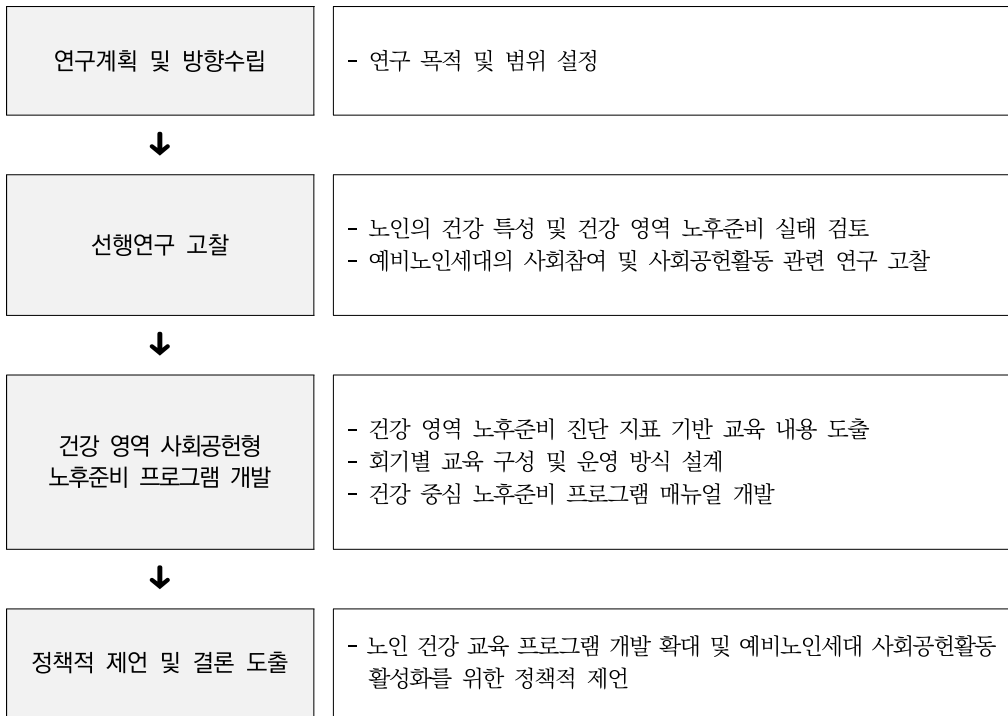 연구계획 및 방향수립
- 연구 목적 및 범위 설정
선행연구 고찰
- 노인의 건강 특성 및 건강 영역 노후준비 실태 검토
- 예비노인세대의 사회참여 및 사회공헌활동 관련 연구 고찰
건강 영역 사회공헌형
노후준비 프로그램 개발
- 건강 영역 노후준비 진단 지표 기반 교육 내용 도출
- 회기별 교육 구성 및 운영 방식 설계
- 건강 중심 노후준비 프로그램 매뉴얼 개발
정책적 제언 및 결론 도출
- 노인 건강 교육 프로그램 개발 확대 및 예비노인세대 사회공헌활동
활성화를 위한 정책적 제언